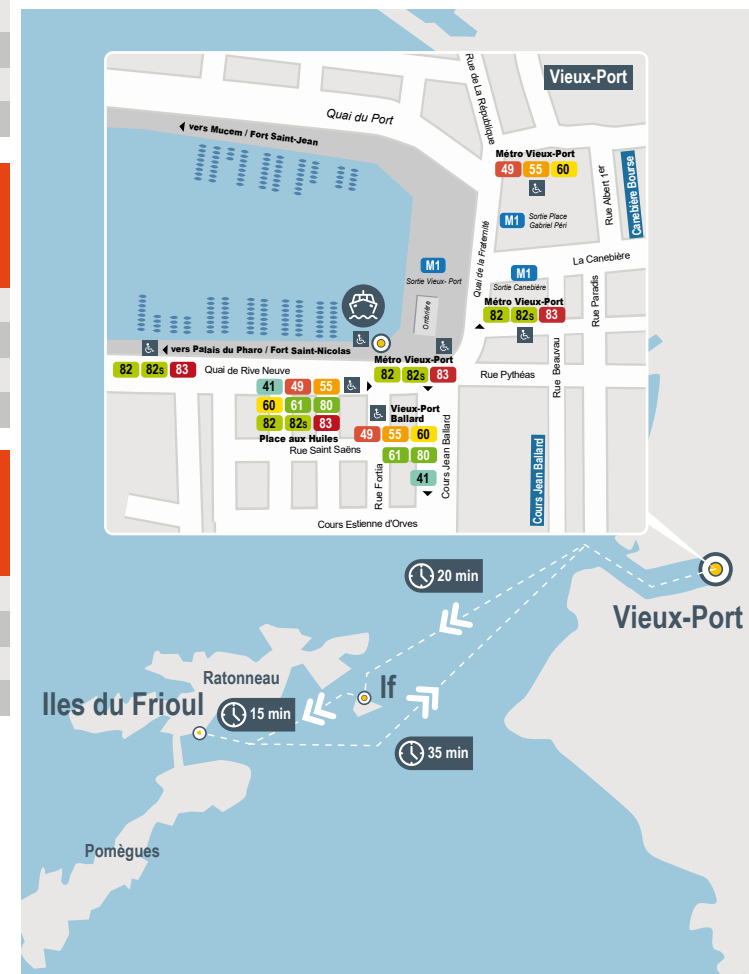 Vieux-Port
Rue de La République
Quai du Port
vers Mucem / Fort Saint-Jean
Métro Vieux-Port
49 55 60
Rue Albert 1er
Canebière Bourse
M1 Sortie Place
Gabriel Péri
Quai de la Fraternité
La Canebière
M1
Sortie Vieux- Port
M1
Sortie Canebière
Métro Vieux-Port
82 82s 83
Rue Paradis
Ombrière
vers Palais du Pharo / Fort Saint-Nicolas
82 82s 83
Quai de Rive Neuve
Métro Vieux-Port
82 82s 83
Rue Pythéas
Rue Beauvau
41 49 55
60 61 80
82 82s 83
Place aux Huiles
Vieux-Port
Ballard
49 55 60
61 80
41
Rue Saint Saëns
Rue Fortia
Cours Jean Ballard
Cours Jean Ballard
Cours Estienne d'Orves
20 min
Vieux-Port
Ratonneau
If
Iles du Frioul
15 min
35 min
Pomègues